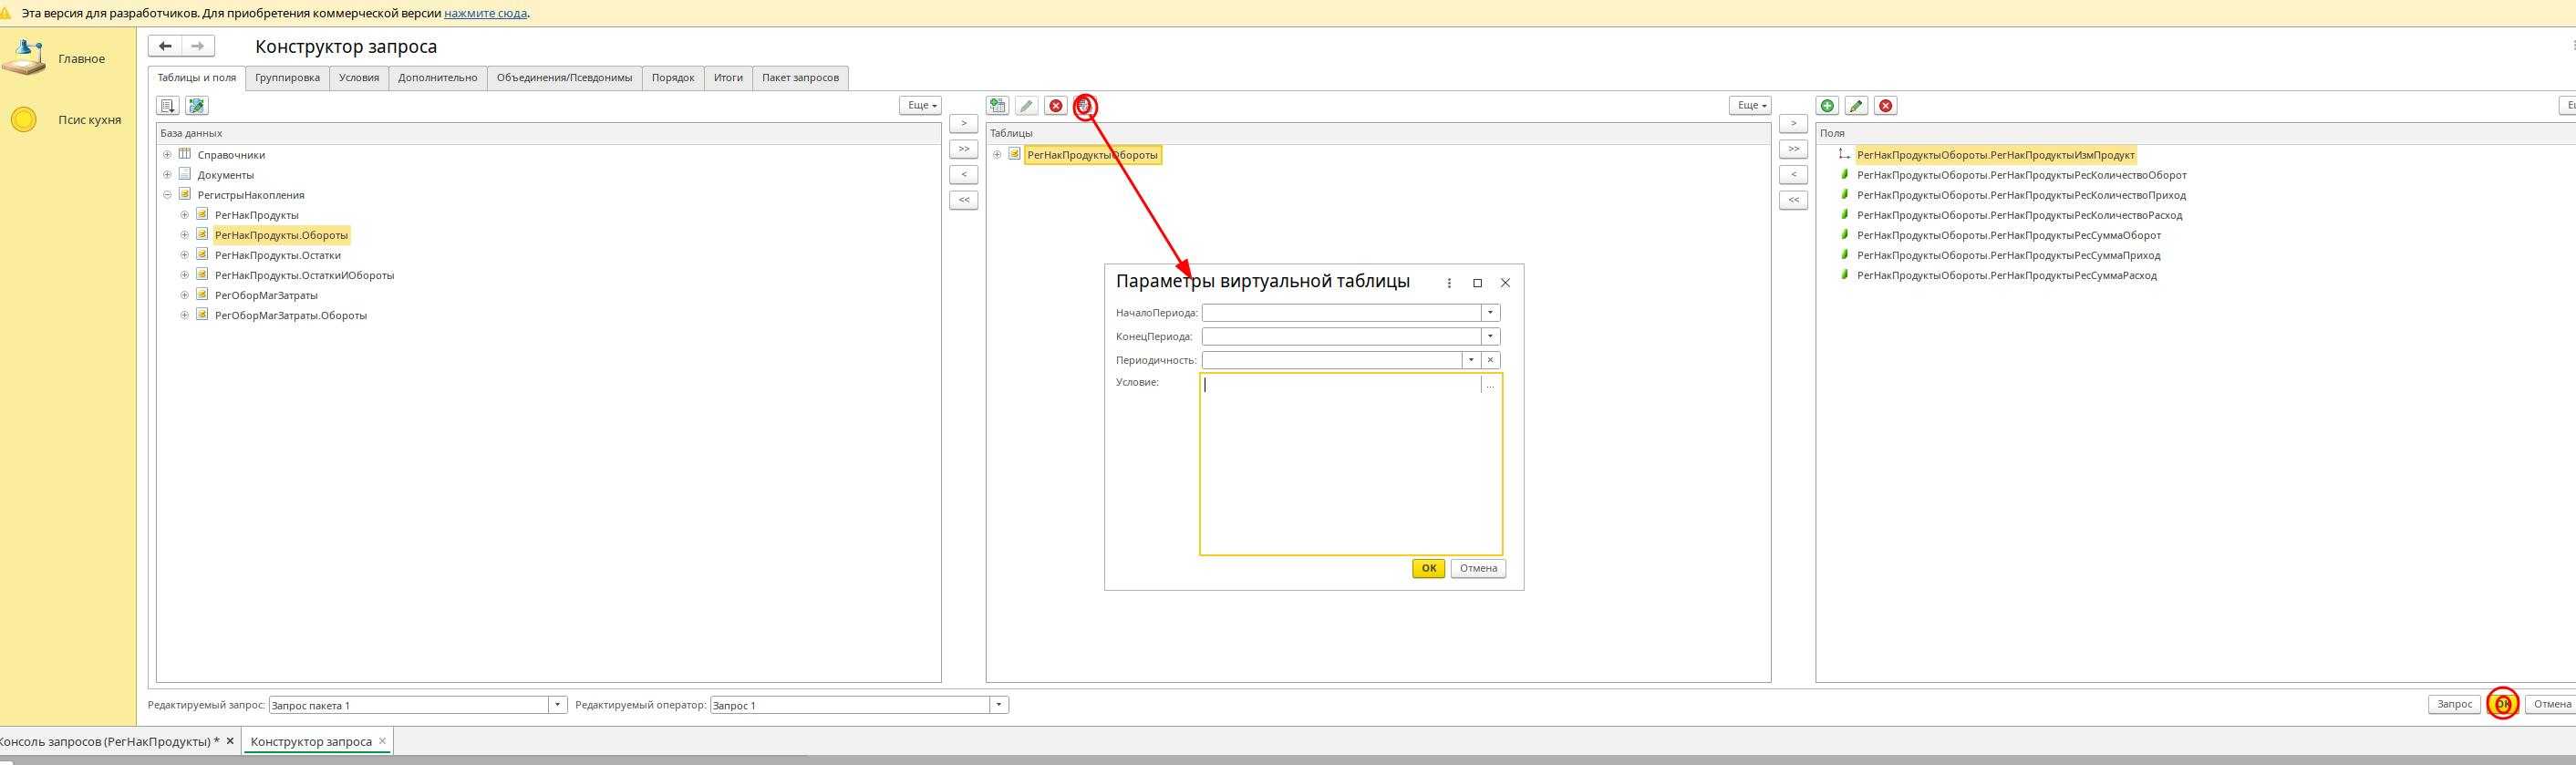 Эта версия для разработчиков. Для приобретения коммерческой версии нажмите сюда.
Главное
Псис кухня
Конструктор запроса
Таблицы и поля Группировка Условия Дополнительно Объединения/Псевдонимы Порядок Итоги Пакет запросов
Еще
База данных
Справочники
Документы
РегистрыНакопления
РегНакПродукты
РегНакПродукты.Обороты
РегНакПродукты.Остатки
РегНакПродукты.ОстаткиИОбороты
РегОборМагЗатраты
РегОборМагЗатраты.Обороты
>
>>
<
<<
Еще
Таблицы
РегНакПродуктыОбороты
Параметры виртуальной таблицы
НачалоПериода:
КонецПериода:
Периодичность:
Условие:
...
ОК Отмена
>
>>
<
<<
Поля
РегНакПродуктыОбороты.РегНакПродуктыИзмПродукт
РегНакПродуктыОбороты.РегНакПродуктыРесКоличествоОборот
РегНакПродуктыОбороты.РегНакПродуктыРесКоличествоПриход
РегНакПродуктыОбороты.РегНакПродуктыРесКоличествоРасход
РегНакПродуктыОбороты.РегНакПродуктыРесСуммаОборот
РегНакПродуктыОбороты.РегНакПродуктыРесСуммаПриход
РегНакПродуктыОбороты.РегНакПродуктыРесСуммаРасход
Редактируемый запрос: Запрос пакета 1 Редактируемый оператор: Запрос 1
Запрос ОК Отмена
Консоль запросов (РегНакПродукты) * Конструктор запроса